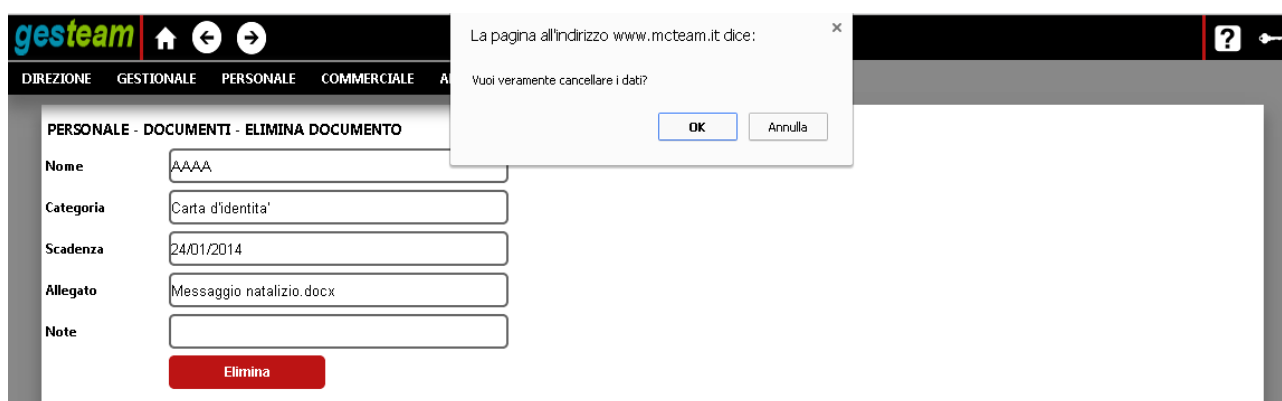 gesteam
La pagina all'indirizzo www.mcteam.it dice:
Vuoi veramente cancellare i dati?
OK Annulla
?
DIREZIONE GESTIONALE PERSONALE COMMERCIALE
PERSONALE - DOCUMENTI - ELIMINA DOCUMENTO
Nome AAAA
Categoria Carta d'identita'
Scadenza 24/01/2014
Allegato Messaggio natalizio.docx
Note
Elimina